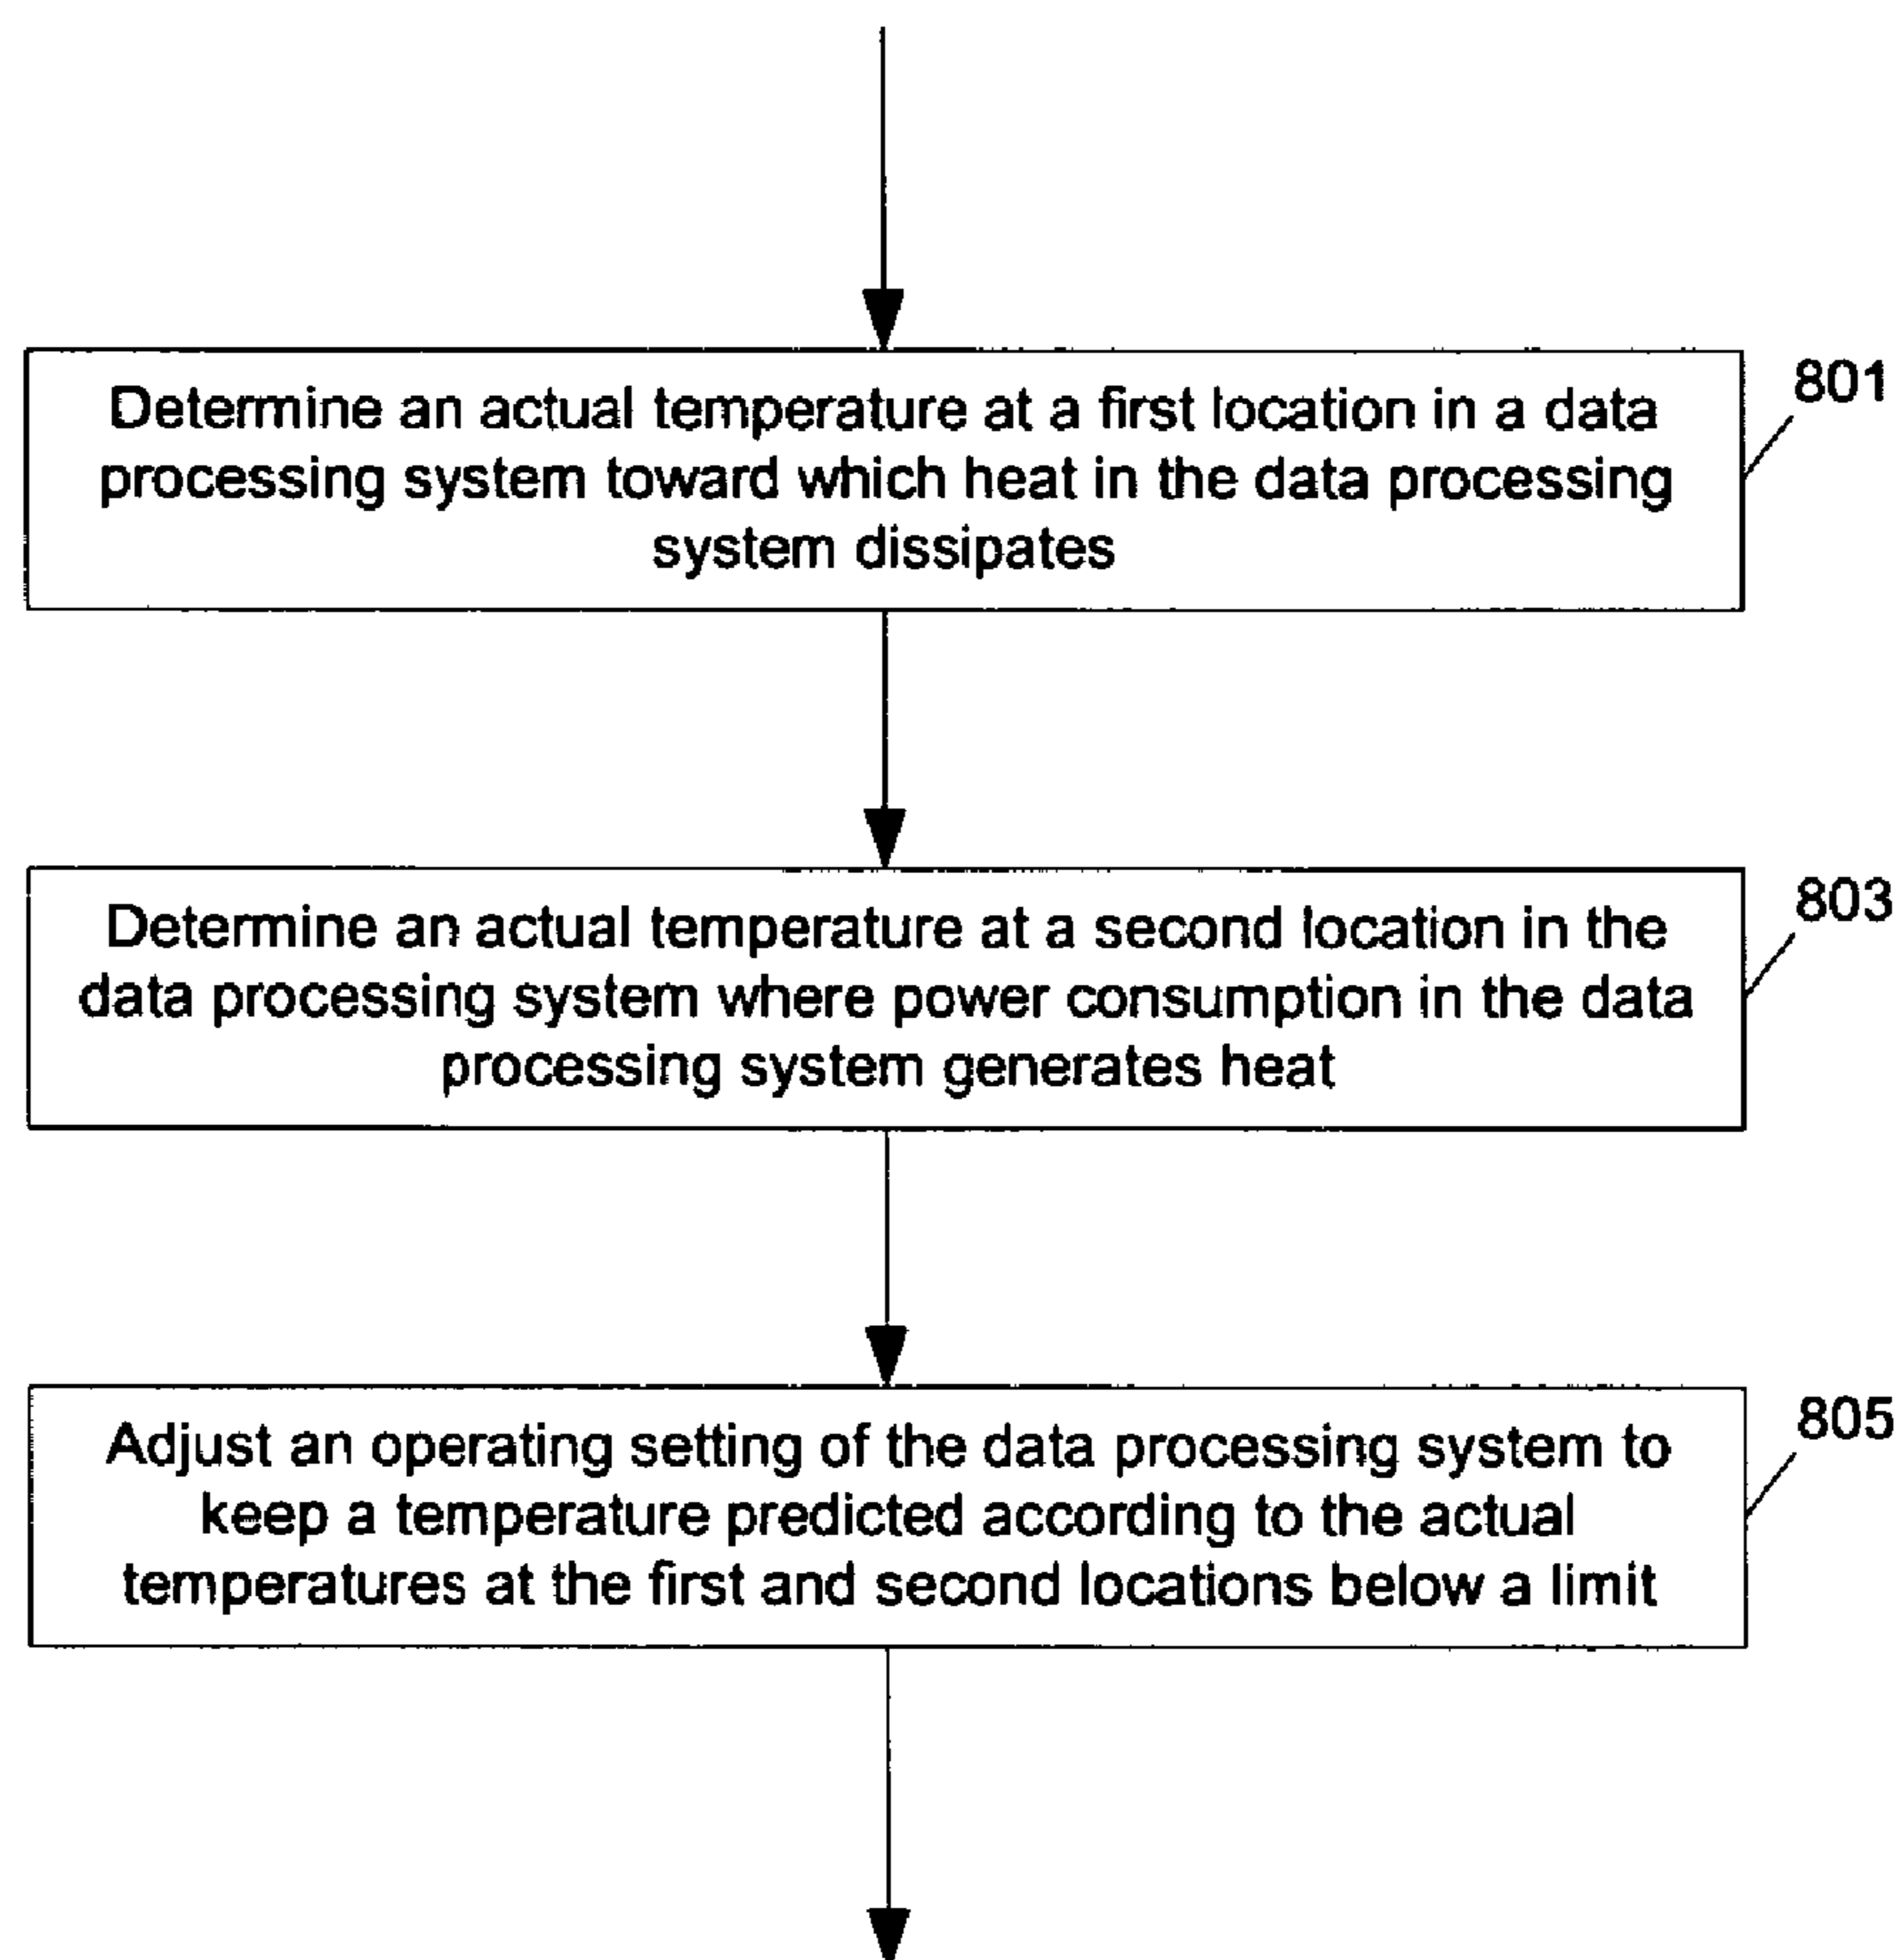 Determine an actual temperature at a first location in a data
processing system toward which heat in the data processing
system dissipates
801
Determine an actual temperature at a second location in the
data processing system where power consumption in the data
processing system generates heat
803
Adjust an operating setting of the data processing system to
keep a temperature predicted according to the actual
temperatures at the first and second locations below a limit
805